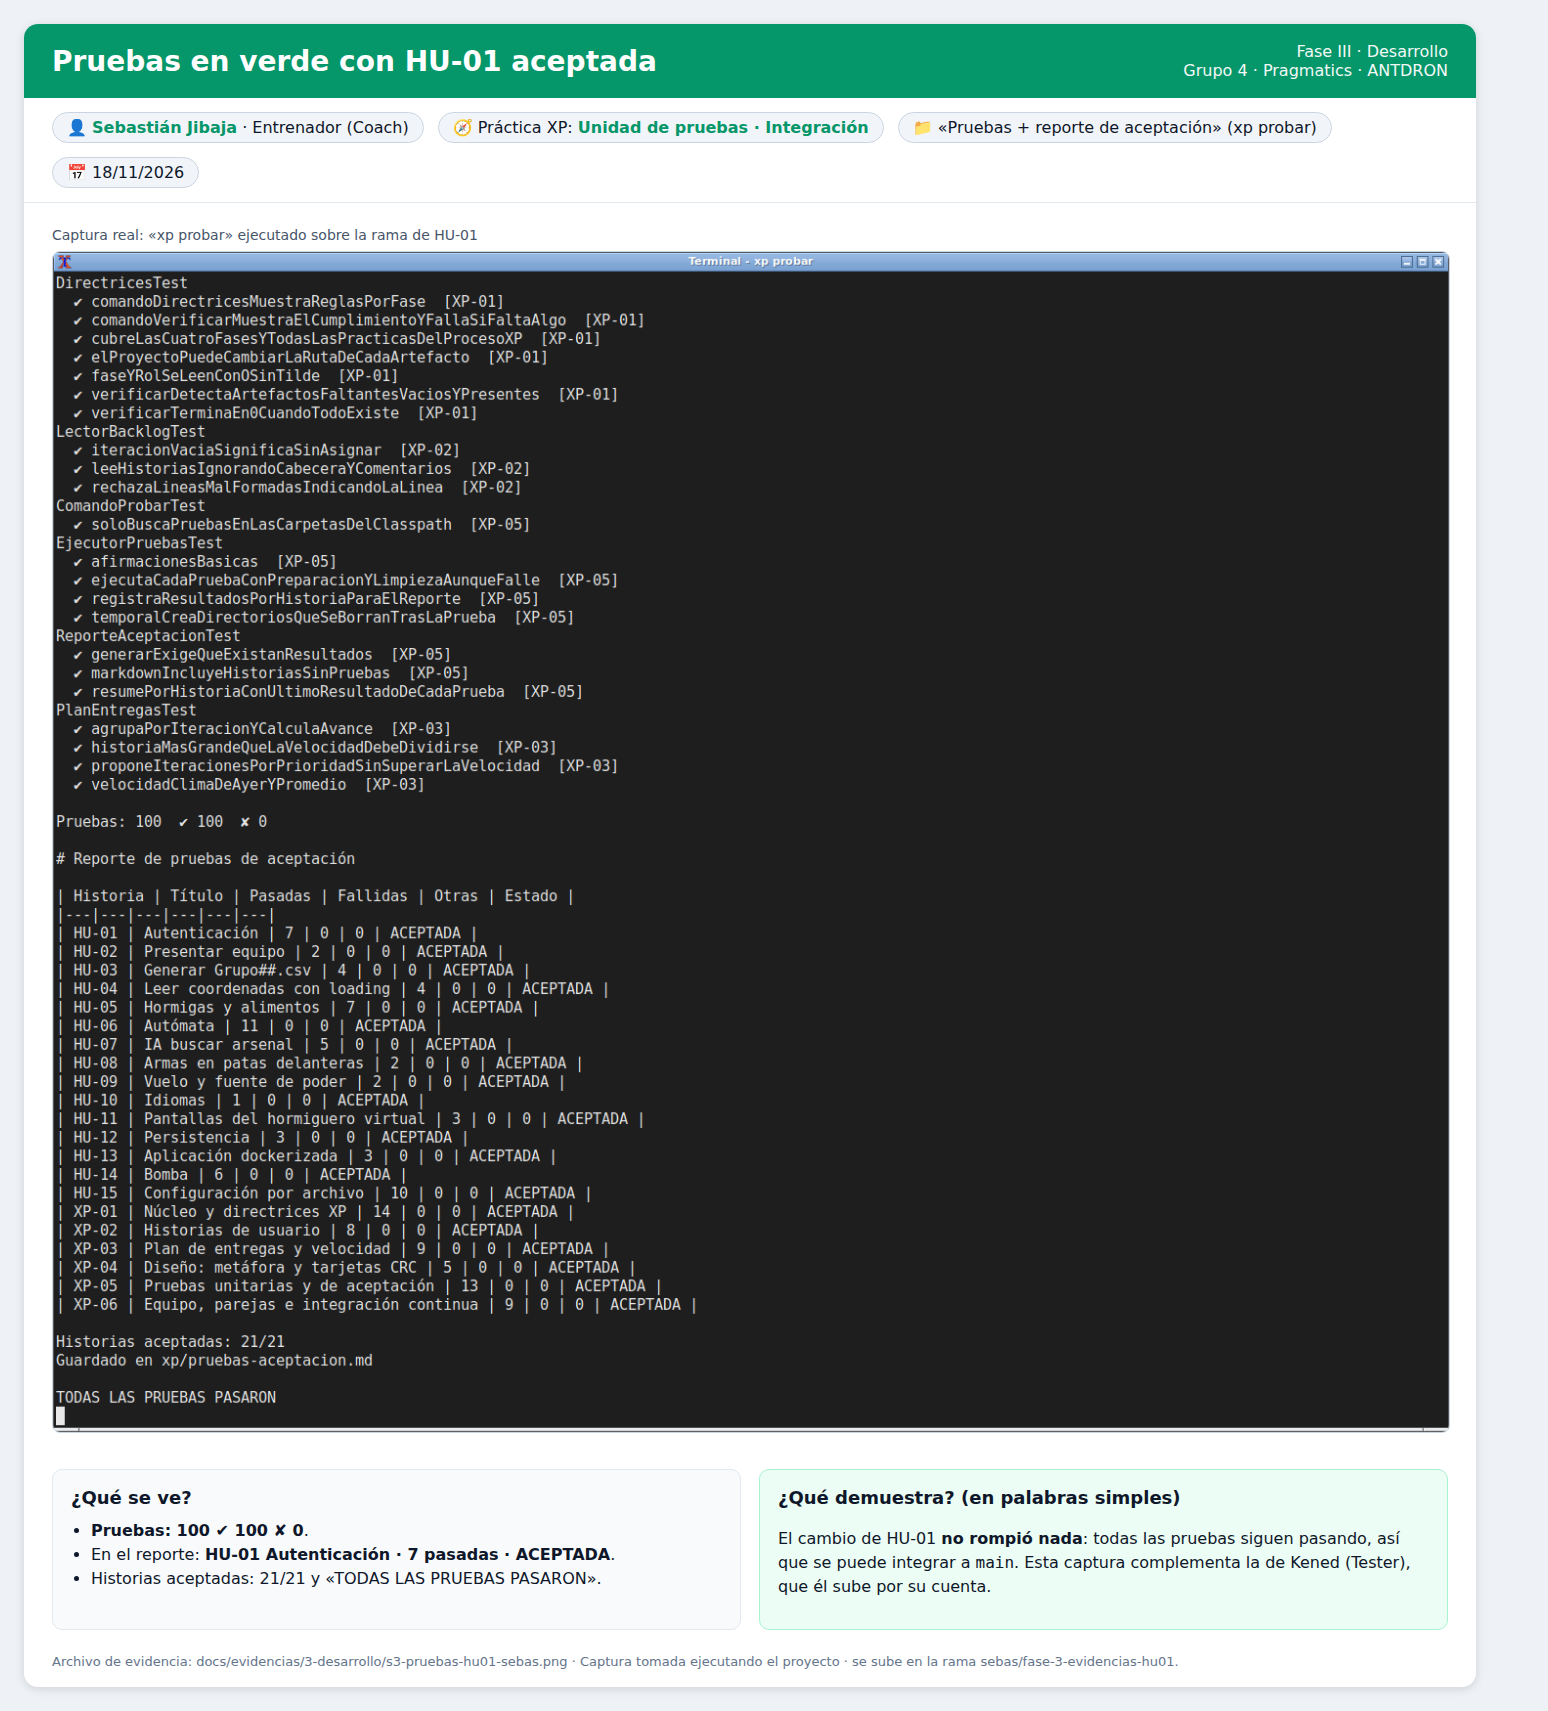 Pruebas en verde con HU-01 aceptada
Fase III · Desarrollo
Grupo 4 · Pragmatics · ANTDRON
👤 Sebastián Jibaja · Entrenador (Coach)
🧭 Práctica XP: Unidad de pruebas · Integración
📁 «Pruebas + reporte de aceptación» (xp probar)
📅 18/11/2026
Captura real: «xp probar» ejecutado sobre la rama de HU-01
Terminal - xp probar
DirectricesTest
✔ comandoDirectricesMuestraReglasPorFase [XP-01]
✔ comandoVerificarMuestraElCumplimientoYFallaSiFaltaAlgo [XP-01]
✔ cubreLasCuatroFasesYTodasLasPracticasDelProcesoXP [XP-01]
✔ elProyectoPuedeCambiarLaRutaDeCadaArtefacto [XP-01]
✔ faseYRolSeLeenConOSinTilde [XP-01]
✔ verificarDetectaArtefactosFaltantesVaciosYPresentes [XP-01]
✔ verificarTerminaEn0CuandoTodoExiste [XP-01]
LectorBacklogTest
✔ iteracionVaciaSignificaSinAsignar [XP-02]
✔ leeHistoriasIgnorandoCabeceraYComentarios [XP-02]
✔ rechazaLineasMalFormadasIndicandoLaLinea [XP-02]
ComandoProbarTest
✔ soloBuscaPruebasEnLasCarpetasDelClasspath [XP-05]
EjecutorPruebasTest
✔ afirmacionesBasicas [XP-05]
✔ ejecutaCadaPruebaConPreparacionYLimpiezaAunqueFalle [XP-05]
✔ registraResultadosPorHistoriaParaElReporte [XP-05]
✔ temporalCreaDirectoriosQueSeBorranTrasLaPrueba [XP-05]
ReporteAceptacionTest
✔ generarExigeQueExistanResultados [XP-05]
✔ markdownIncluyeHistoriasSinPruebas [XP-05]
✔ resumePorHistoriaConUltimoResultadoDeCadaPrueba [XP-05]
PlanEntregasTest
✔ agrupaPorIteracionYCalculaAvance [XP-03]
✔ historiaMasGrandeQueLaVelocidadDebeDividirse [XP-03]
✔ proponeIteracionesPorPrioridadSinSuperarLaVelocidad [XP-03]
✔ velocidadClimaDeAyerYPromedio [XP-03]
Pruebas: 100 ✔ 100 ✘ 0
# Reporte de pruebas de aceptación
| Historia | Título | Pasadas | Fallidas | Otras | Estado |
|---|---|---|---|---|---|
| HU-01 | Autenticación | 7 | 0 | 0 | ACEPTADA |
| HU-02 | Presentar equipo | 2 | 0 | 0 | ACEPTADA |
| HU-03 | Generar Grupo##.csv | 4 | 0 | 0 | ACEPTADA |
| HU-04 | Leer coordenadas con loading | 4 | 0 | 0 | ACEPTADA |
| HU-05 | Hormigas y alimentos | 7 | 0 | 0 | ACEPTADA |
| HU-06 | Autómata | 11 | 0 | 0 | ACEPTADA |
| HU-07 | IA buscar arsenal | 5 | 0 | 0 | ACEPTADA |
| HU-08 | Armas en patas delanteras | 2 | 0 | 0 | ACEPTADA |
| HU-09 | Vuelo y fuente de poder | 2 | 0 | 0 | ACEPTADA |
| HU-10 | Idiomas | 1 | 0 | 0 | ACEPTADA |
| HU-11 | Pantallas del hormiguero virtual | 3 | 0 | 0 | ACEPTADA |
| HU-12 | Persistencia | 3 | 0 | 0 | ACEPTADA |
| HU-13 | Aplicación dockerizada | 3 | 0 | 0 | ACEPTADA |
| HU-14 | Bomba | 6 | 0 | 0 | ACEPTADA |
| HU-15 | Configuración por archivo | 10 | 0 | 0 | ACEPTADA |
| XP-01 | Núcleo y directrices XP | 14 | 0 | 0 | ACEPTADA |
| XP-02 | Historias de usuario | 8 | 0 | 0 | ACEPTADA |
| XP-03 | Plan de entregas y velocidad | 9 | 0 | 0 | ACEPTADA |
| XP-04 | Diseño: metáfora y tarjetas CRC | 5 | 0 | 0 | ACEPTADA |
| XP-05 | Pruebas unitarias y de aceptación | 13 | 0 | 0 | ACEPTADA |
| XP-06 | Equipo, parejas e integración continua | 9 | 0 | 0 | ACEPTADA |
Historias aceptadas: 21/21
Guardado en xp/pruebas-aceptacion.md
TODAS LAS PRUEBAS PASARON
¿Qué se ve?
• Pruebas: 100 ✔ 100 ✘ 0.
• En el reporte: HU-01 Autenticación · 7 pasadas · ACEPTADA.
• Historias aceptadas: 21/21 y «TODAS LAS PRUEBAS PASARON».
¿Qué demuestra? (en palabras simples)
El cambio de HU-01 no rompió nada: todas las pruebas siguen pasando, así
que se puede integrar a main. Esta captura complementa la de Kened (Tester),
que él sube por su cuenta.
Archivo de evidencia: docs/evidencias/3-desarrollo/s3-pruebas-hu01-sebas.png · Captura tomada ejecutando el proyecto · se sube en la rama sebas/fase-3-evidencias-hu01.